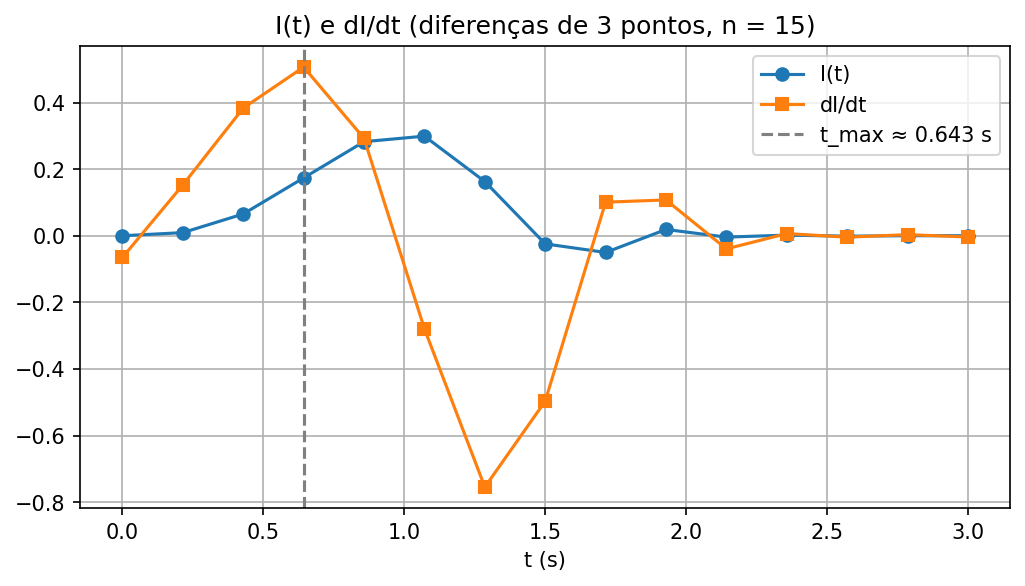 I(t) e dI/dt (diferenças de 3 pontos, n = 15)
I(t)
dI/dt
t_max ≈ 0.643 s
0.4
0.2
0.0
−0.2
−0.4
−0.6
−0.8
0.0 0.5 1.0 1.5 2.0 2.5 3.0
t (s)